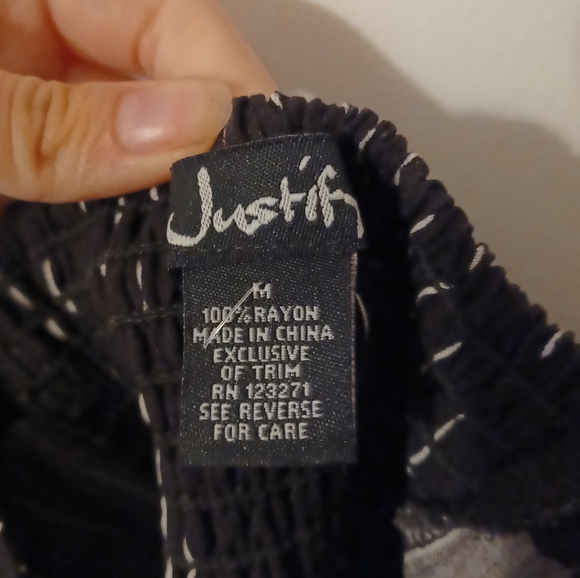 Justify
M
100% RAYON
MADE IN CHINA
EXCLUSIVE
OF TRIM
RN 123271
SEE REVERSE
FOR CARE